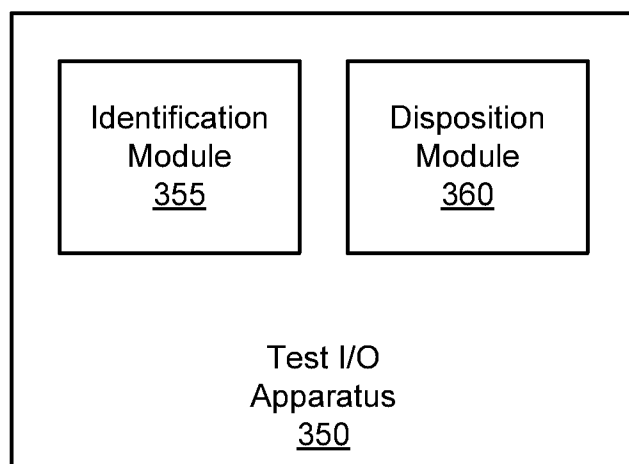 Identification
Module
355
Disposition
Module
360
Test I/O
Apparatus
350